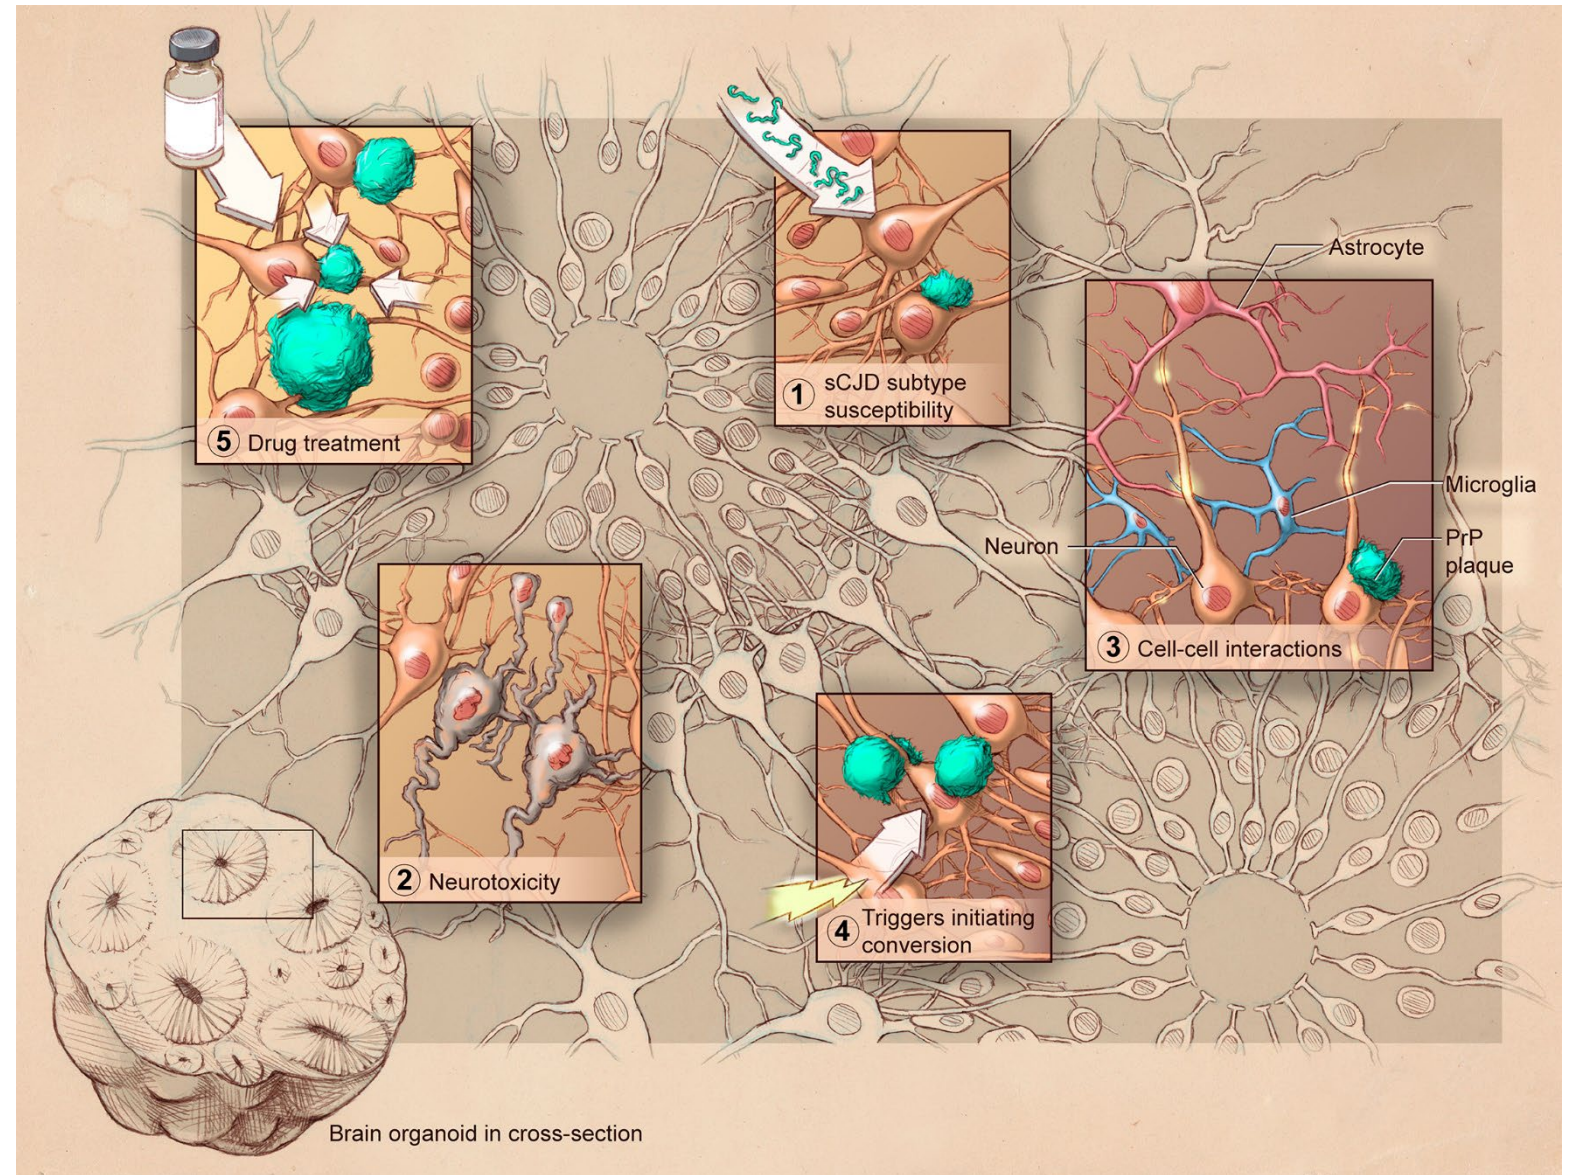 1 sCJD subtype
susceptibility
2 Neurotoxicity
Astrocyte
Microglia
Neuron
PrP
plaque
3 Cell-cell interactions
4 Triggers initiating
conversion
5 Drug treatment
Brain organoid in cross-section